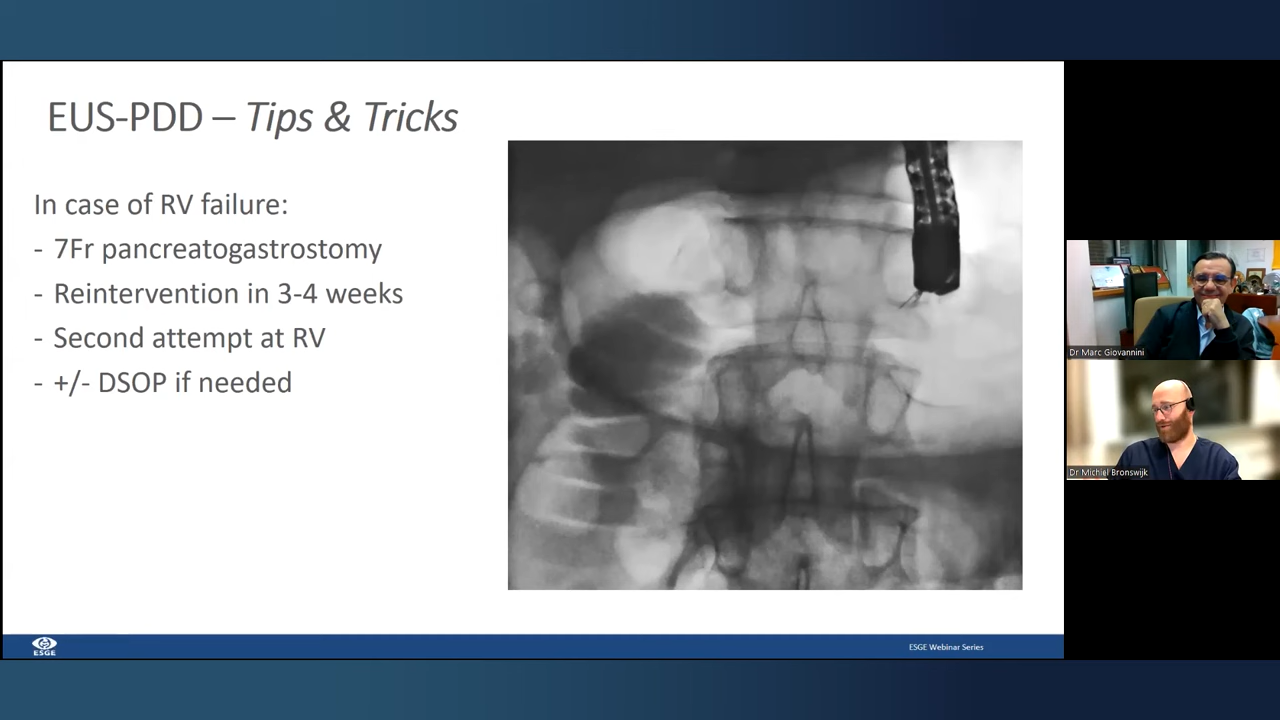 EUS-PDD – Tips & Tricks
In case of RV failure:
- 7Fr pancreatogastrostomy
- Reintervention in 3-4 weeks
- Second attempt at RV
- +/- DSOP if needed
Dr Marc Giovannini
Dr Michiel Bronswijk
ESGE
ESGE Webinar Series